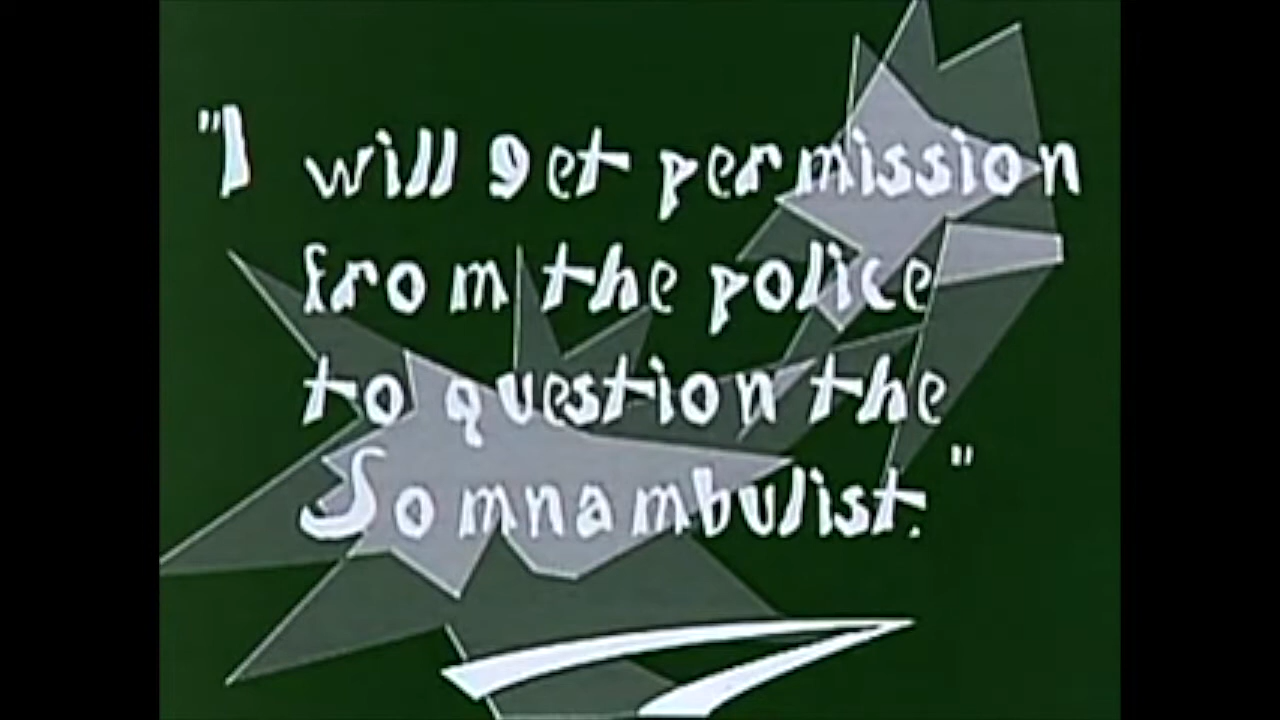 "I will get permission
from the police
to question the
Somnambulist."